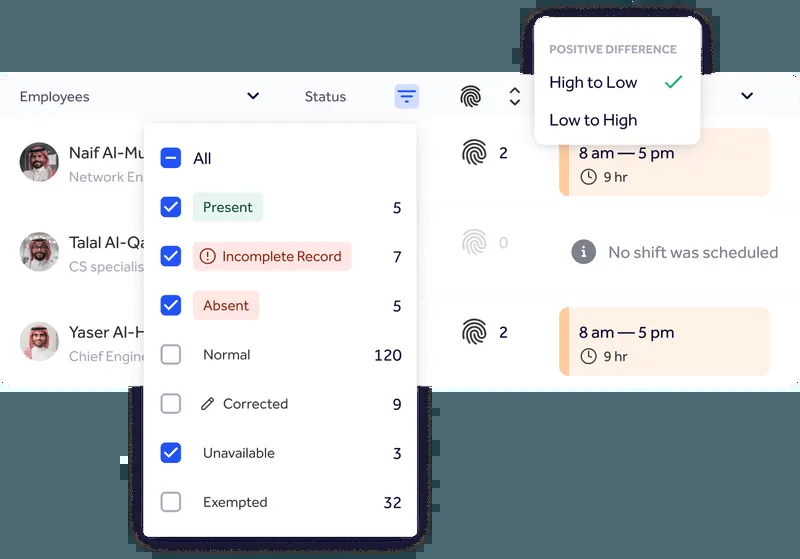 POSITIVE DIFFERENCE
High to Low
Low to High
Employees
Status
Naif Al-Mu
Network En
2
8 am — 5 pm
9 hr
Talal Al-Qa
CS specialis
0
No shift was scheduled
Yaser Al-H
Chief Engine
2
8 am — 5 pm
9 hr
All
Present 5
Incomplete Record 7
Absent 5
Normal 120
Corrected 9
Unavailable 3
Exempted 32